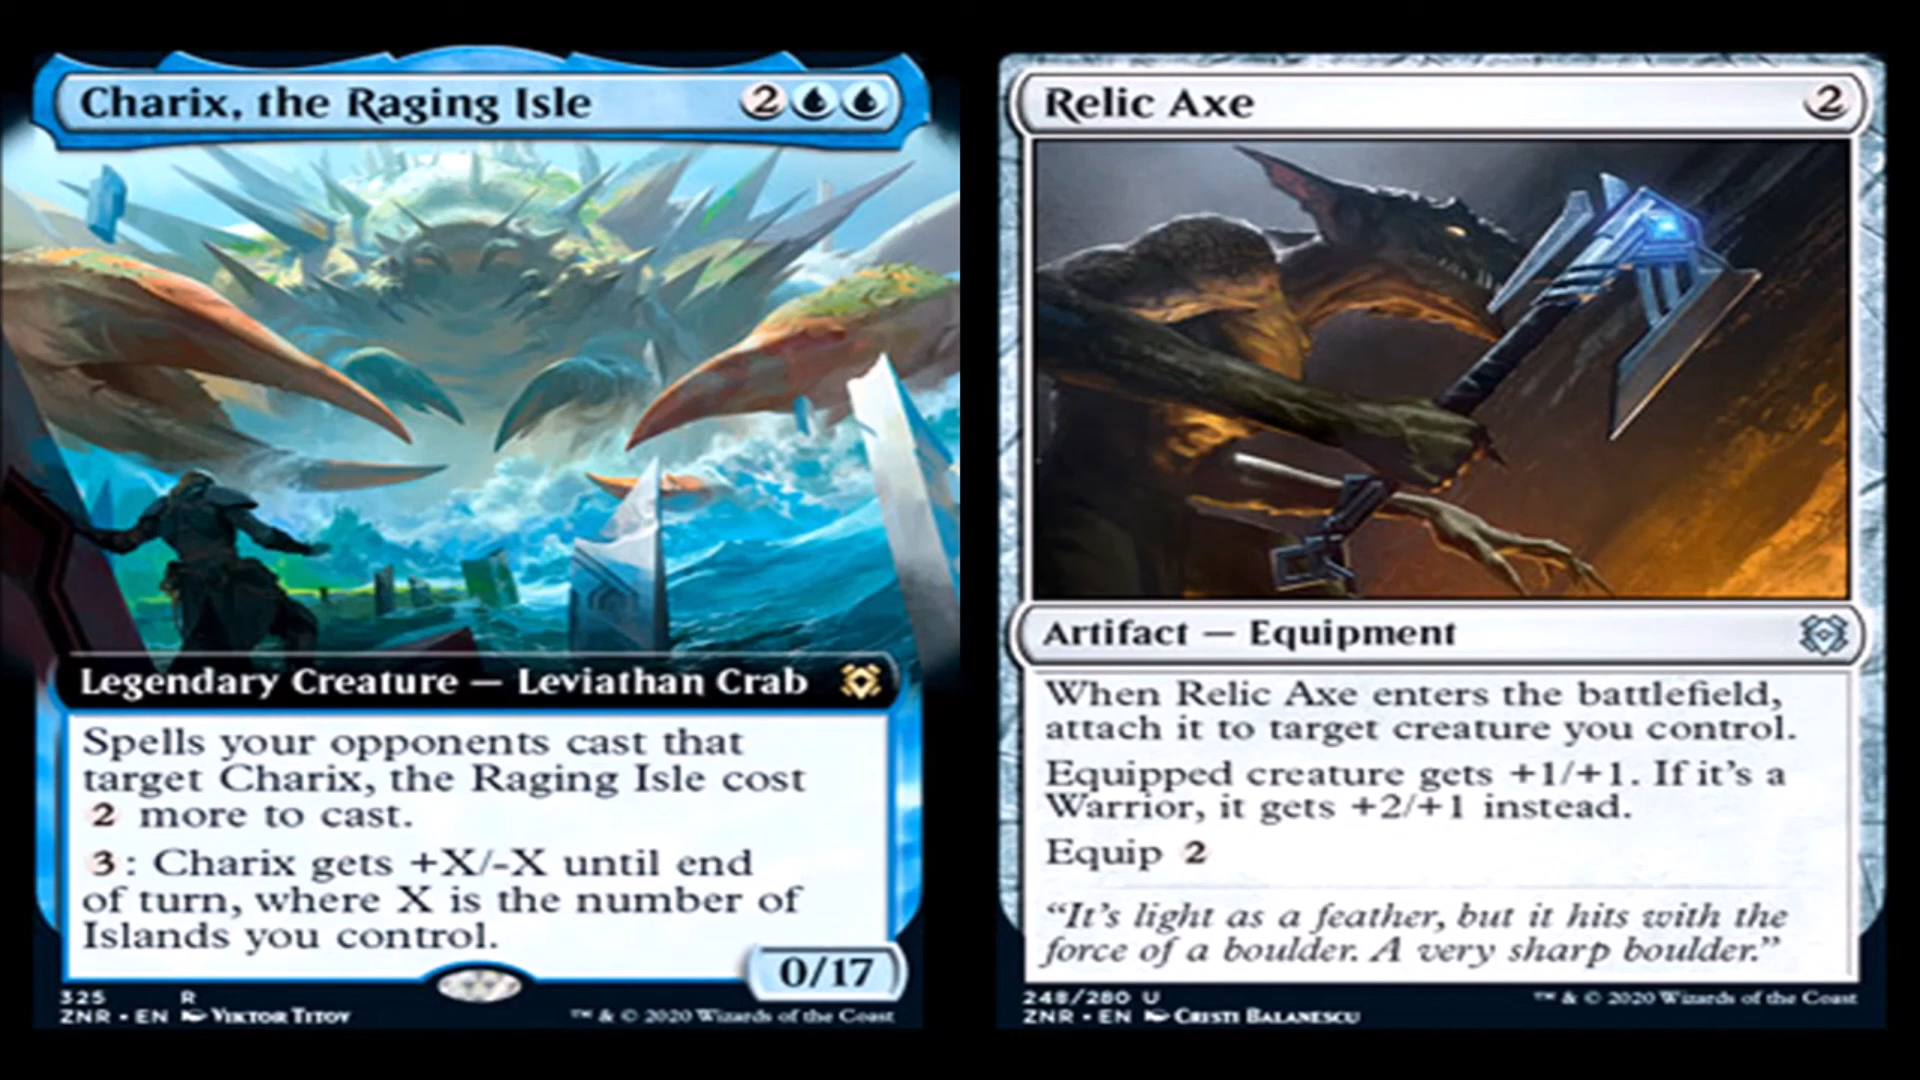 Charix, the Raging Isle 2
Legendary Creature — Leviathan Crab
Spells your opponents cast that
target Charix, the Raging Isle cost
2 more to cast.
3: Charix gets +X/-X until end
of turn, where X is the number of
Islands you control.
0/17
325 R
ZNR • EN Viktor Titov
™ & © 2020 Wizards of the Coast
Relic Axe 2
Artifact — Equipment
When Relic Axe enters the battlefield,
attach it to target creature you control.
Equipped creature gets +1/+1. If it's a
Warrior, it gets +2/+1 instead.
Equip 2
"It's light as a feather, but it hits with the
force of a boulder. A very sharp boulder."
248/280 U
ZNR • EN Cristi Balanescu
™ & © 2020 Wizards of the Coast